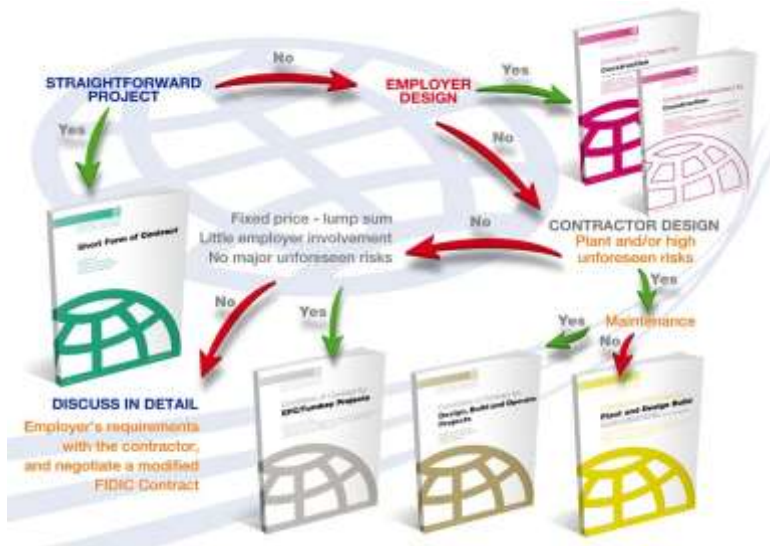 No
STRAIGHTFORWARD
PROJECT
EMPLOYER
DESIGN
Yes
Construction
Construction
Yes
No
Short Form of Contract
Fixed price - lump sum
Little employer involvement
No major unforeseen risks
No
CONTRACTOR DESIGN
Plant and/or high
unforeseen risks
Yes
No
Yes
Yes
Maintenance
No
DISCUSS IN DETAIL
Employer's requirements
with the contractor,
and negotiate a modified
FIDIC Contract
EPC/Turnkey Projects
Design, Build and Operate
Projects
Plant and Design Build